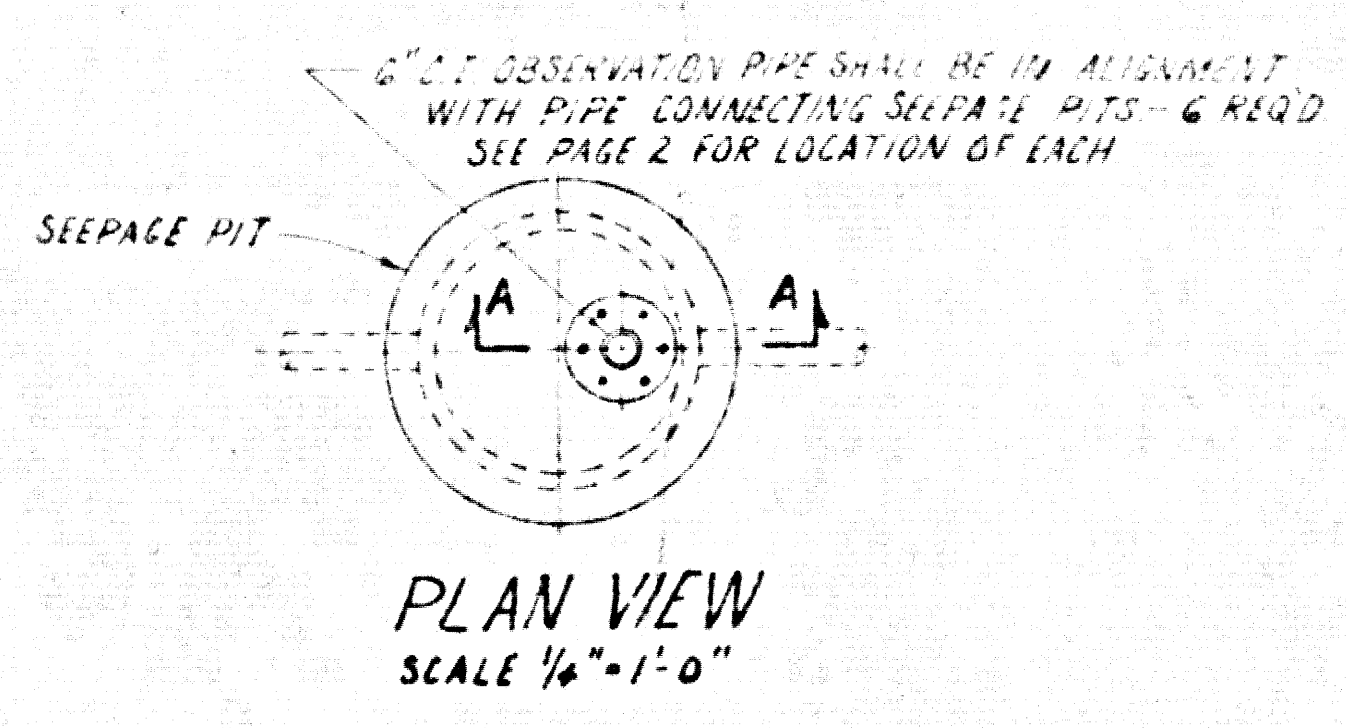 6" C.I. OBSERVATION PIPE SHALL BE IN ALIGNMENT
WITH PIPE CONNECTING SEEPAGE PITS - 6 REQ'D.
SEE PAGE 2 FOR LOCATION OF EACH
SEEPAGE PIT
A A
PLAN VIEW
SCALE 1/4" = 1'-0"